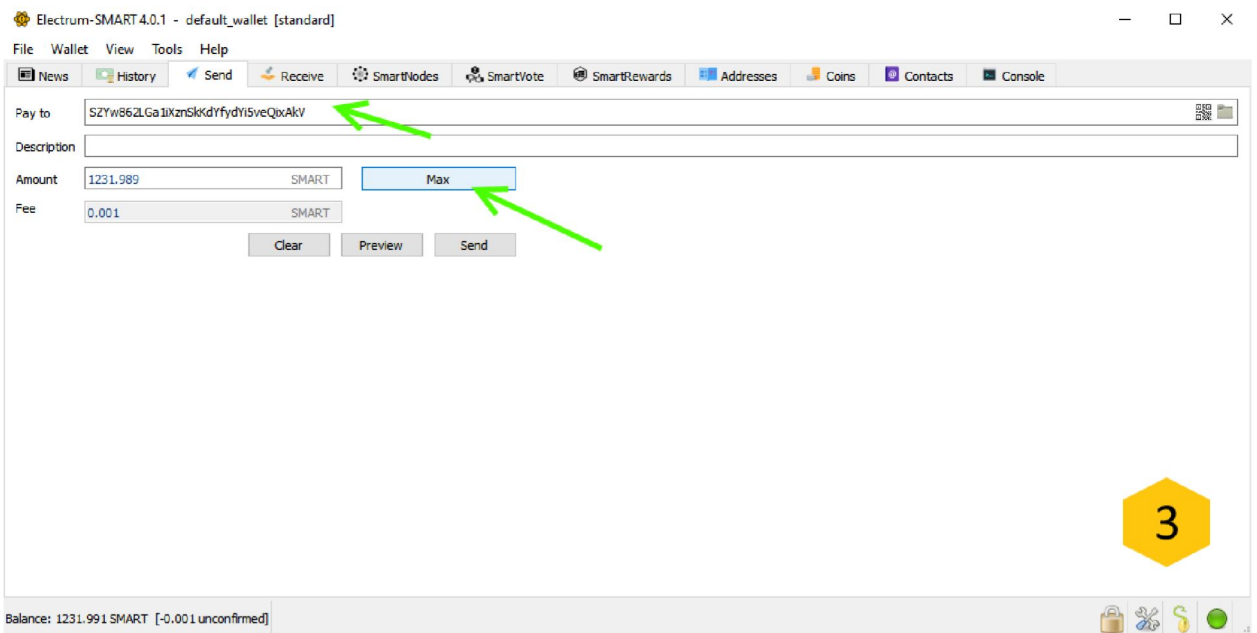 Electrum-SMART 4.0.1 - default_wallet [standard]
File Wallet View Tools Help
News History Send Receive SmartNodes SmartVote SmartRewards Addresses Coins Contacts Console
Pay to SZYw862LGa1iXznSkKdYfydYi5veQixAkV
Description
Amount 1231.989 SMART Max
Fee 0.001 SMART
Clear Preview Send
3
Balance: 1231.991 SMART [-0.001 unconfirmed]